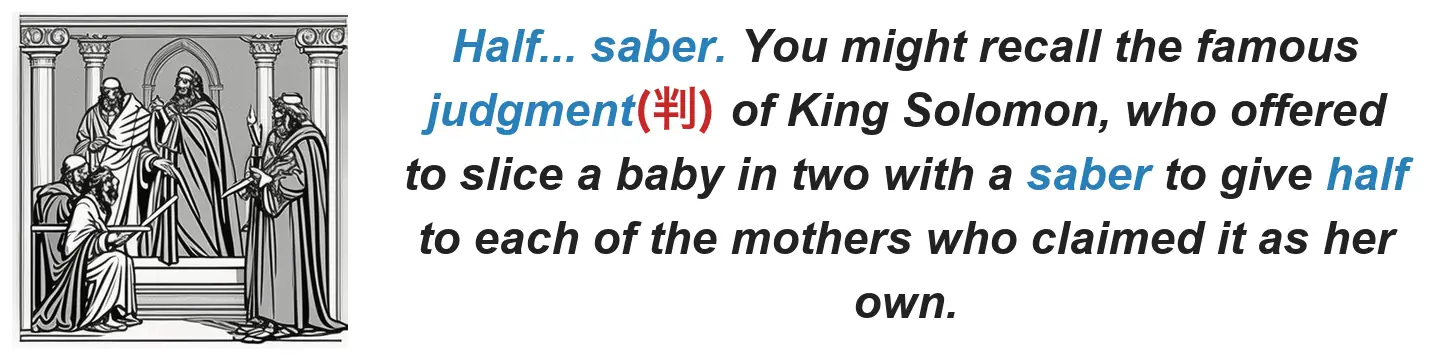 Half... saber. You might recall the famous
judgment(判) of King Solomon, who offered
to slice a baby in two with a saber to give half
to each of the mothers who claimed it as her
own.